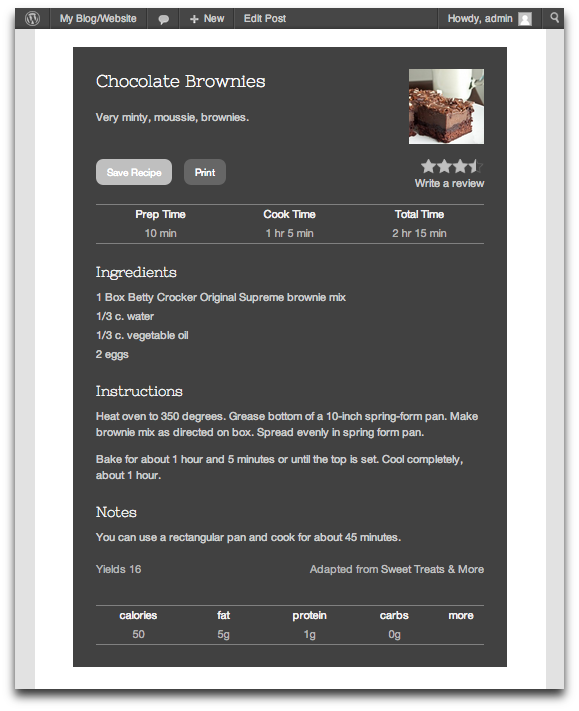 My Blog/Website + New Edit Post Howdy, admin
Chocolate Brownies
Very minty, moussie, brownies.
Save Recipe Print
Write a review
Prep Time Cook Time Total Time
10 min 1 hr 5 min 2 hr 15 min
Ingredients
1 Box Betty Crocker Original Supreme brownie mix
1/3 c. water
1/3 c. vegetable oil
2 eggs
Instructions
Heat oven to 350 degrees. Grease bottom of a 10-inch spring-form pan. Make
brownie mix as directed on box. Spread evenly in spring form pan.
Bake for about 1 hour and 5 minutes or until the top is set. Cool completely,
about 1 hour.
Notes
You can use a rectangular pan and cook for about 45 minutes.
Yields 16 Adapted from Sweet Treats & More
calories fat protein carbs more
50 5g 1g 0g